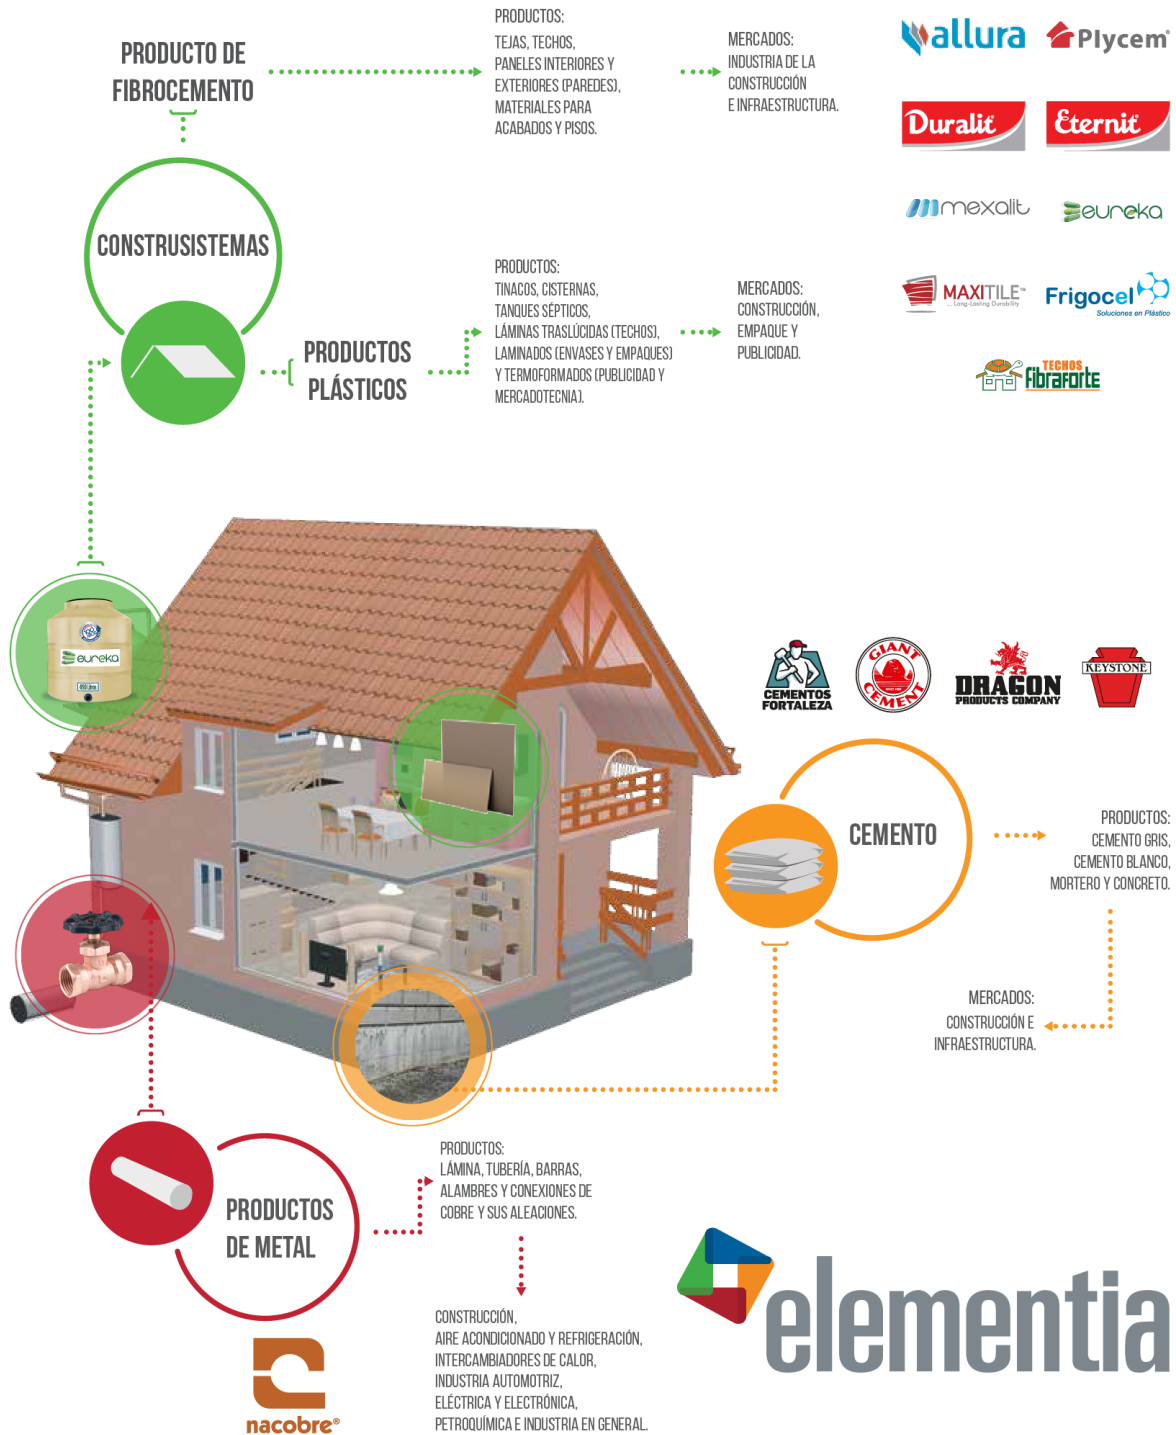 PRODUCTO DE
FIBROCEMENTO
PRODUCTOS:
TEJAS, TECHOS,
PANELES INTERIORES Y
EXTERIORES (PAREDES),
MATERIALES PARA
ACABADOS Y PISOS.
MERCADOS:
INDUSTRIA DE LA
CONSTRUCCIÓN
E INFRAESTRUCTURA.
allura
Plycem
Duralit
Eternit
mexalit
eureka
MAXITILE™
... Long-Lasting Durability
Frigocel
Soluciones en Plástico
TECHOS
Fibraforte
CONSTRUSISTEMAS
PRODUCTOS
PLÁSTICOS
PRODUCTOS:
TINACOS, CISTERNAS,
TANQUES SÉPTICOS,
LÁMINAS TRASLÚCIDAS (TECHOS),
LAMINADOS (ENVASES Y EMPAQUES)
Y TERMOFORMADOS (PUBLICIDAD Y
MERCADOTECNIA).
MERCADOS:
CONSTRUCCIÓN,
EMPAQUE Y
PUBLICIDAD.
eureka
CEMENTOS
FORTALEZA
GIANT
CEMENT
DRAGON
PRODUCTS COMPANY
KEYSTONE
CEMENTO
PRODUCTOS:
CEMENTO GRIS,
CEMENTO BLANCO,
MORTERO Y CONCRETO.
MERCADOS:
CONSTRUCCIÓN E
INFRAESTRUCTURA.
PRODUCTOS
DE METAL
PRODUCTOS:
LÁMINA, TUBERÍA, BARRAS,
ALAMBRES Y CONEXIONES DE
COBRE Y SUS ALEACIONES.
CONSTRUCCIÓN,
AIRE ACONDICIONADO Y REFRIGERACIÓN,
INTERCAMBIADORES DE CALOR,
INDUSTRIA AUTOMOTRIZ,
ELÉCTRICA Y ELECTRÓNICA,
PETROQUÍMICA E INDUSTRIA EN GENERAL.
nacobre®
elementia